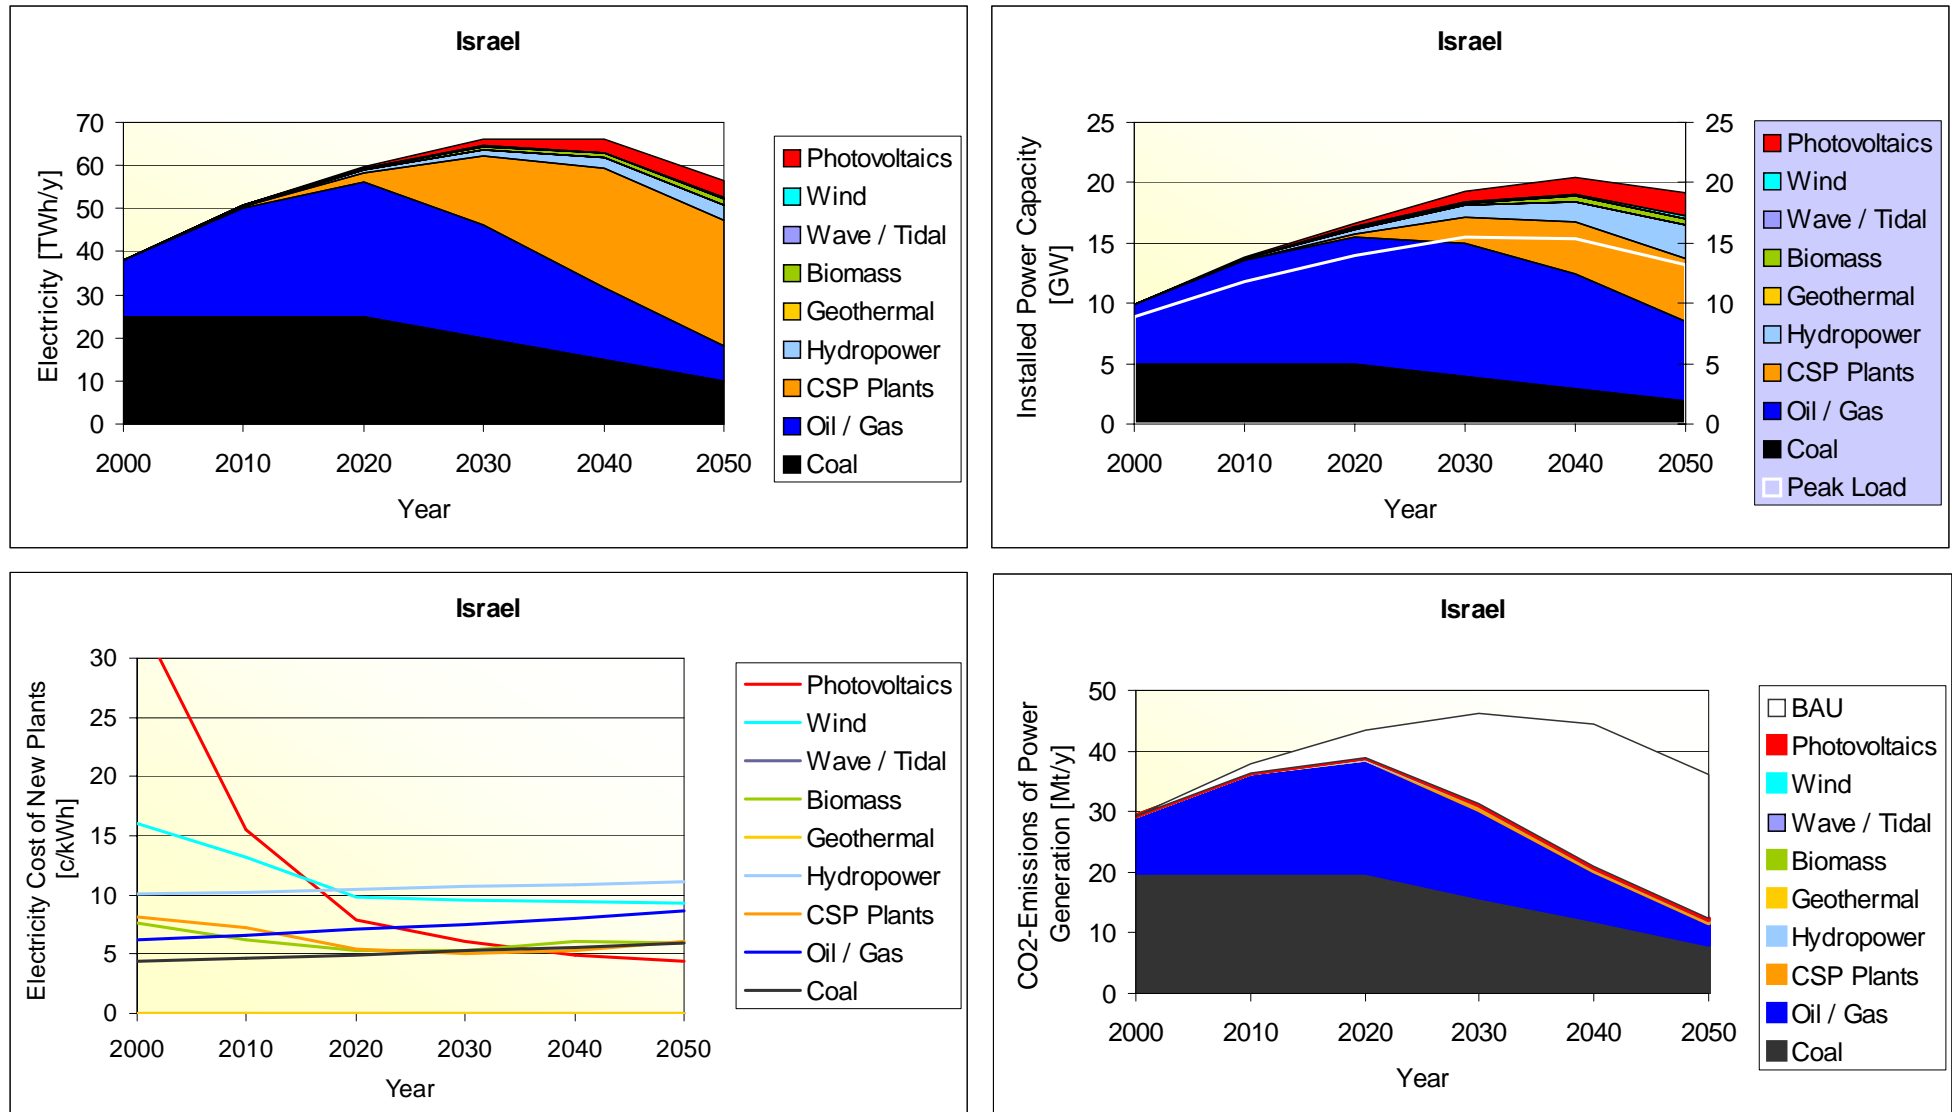 Israel
Electricity [TWh/y]
70
60
50
40
30
20
10
0
2000 2010 2020 2030 2040 2050
Year
Photovoltaics
Wind
Wave / Tidal
Biomass
Geothermal
Hydropower
CSP Plants
Oil / Gas
Coal
Israel
Installed Power Capacity
[GW]
25
20
15
10
5
0
25
20
15
10
5
0
2000 2010 2020 2030 2040 2050
Year
Photovoltaics
Wind
Wave / Tidal
Biomass
Geothermal
Hydropower
CSP Plants
Oil / Gas
Coal
Peak Load
Israel
Electricity Cost of New Plants
[c/kWh]
30
25
20
15
10
5
0
2000 2010 2020 2030 2040 2050
Year
Photovoltaics
Wind
Wave / Tidal
Biomass
Geothermal
Hydropower
CSP Plants
Oil / Gas
Coal
Israel
CO2-Emissions of Power
Generation [Mt/y]
50
40
30
20
10
0
2000 2010 2020 2030 2040 2050
Year
BAU
Photovoltaics
Wind
Wave / Tidal
Biomass
Geothermal
Hydropower
CSP Plants
Oil / Gas
Coal